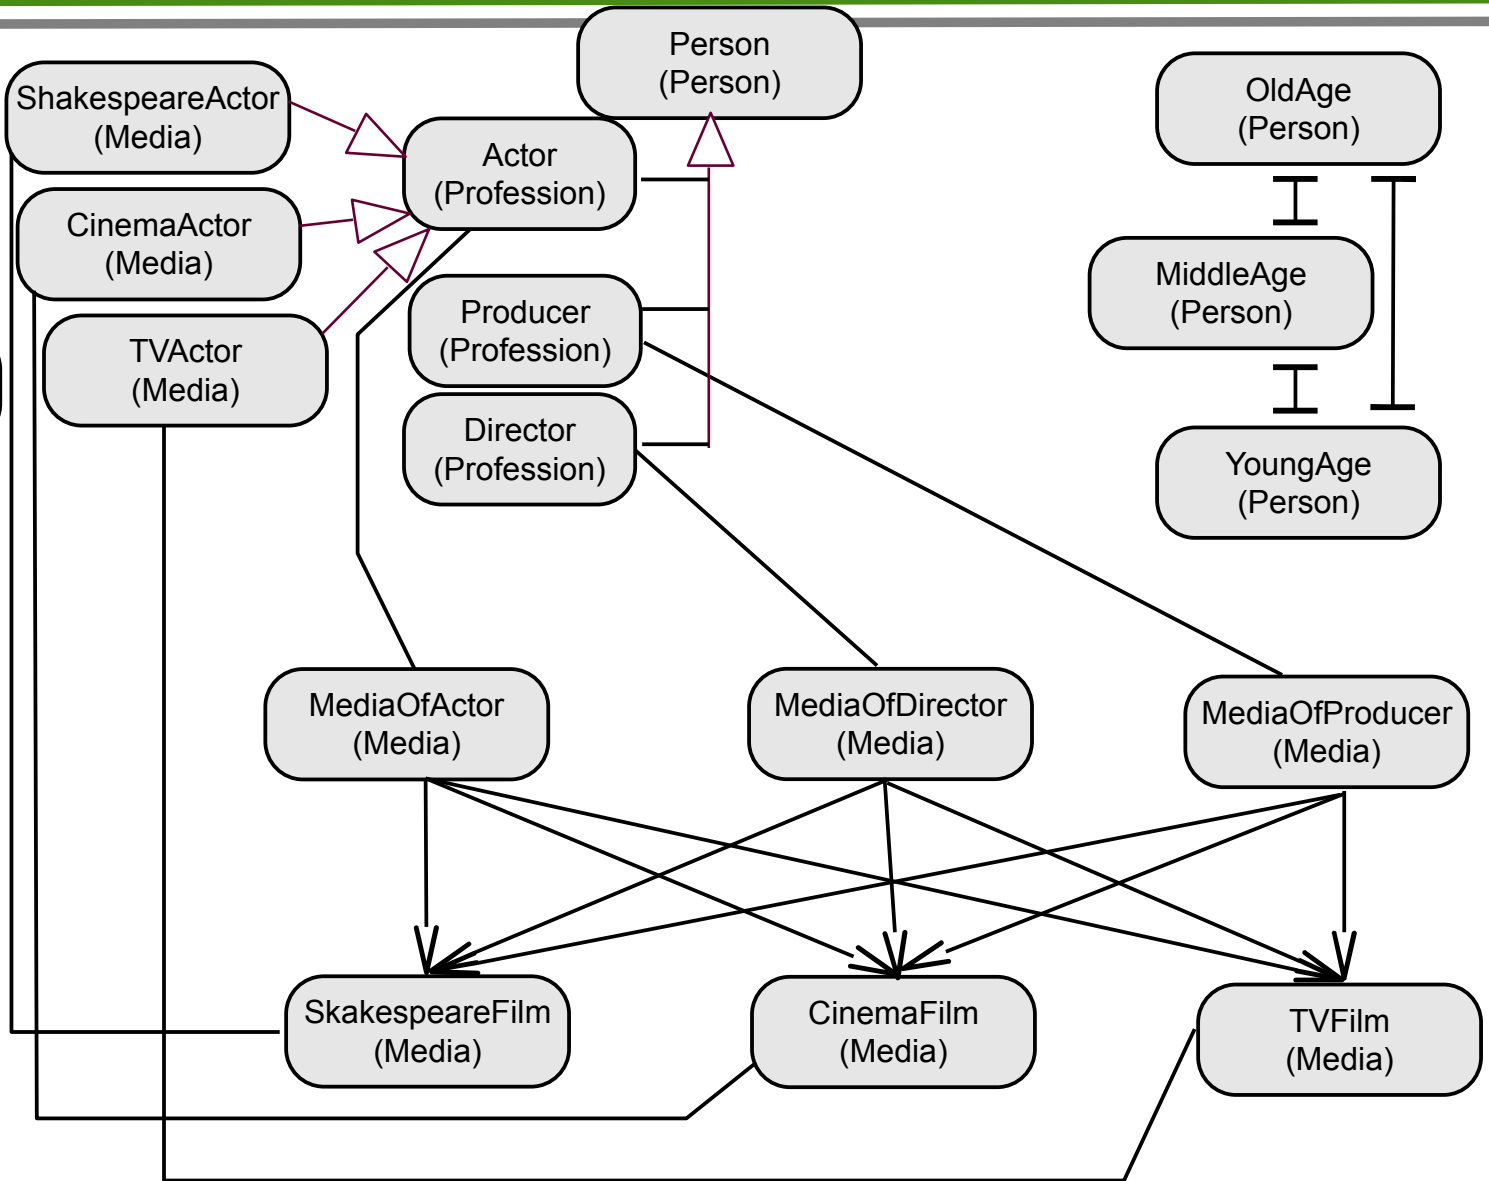 Person
(Person)
ShakespeareActor
(Media)
OldAge
(Person)
Actor
(Profession)
CinemaActor
(Media)
MiddleAge
(Person)
Producer
(Profession)
TVActor
(Media)
Director
(Profession)
YoungAge
(Person)
MediaOfActor
(Media)
MediaOfDirector
(Media)
MediaOfProducer
(Media)
SkakespeareFilm
(Media)
CinemaFilm
(Media)
TVFilm
(Media)